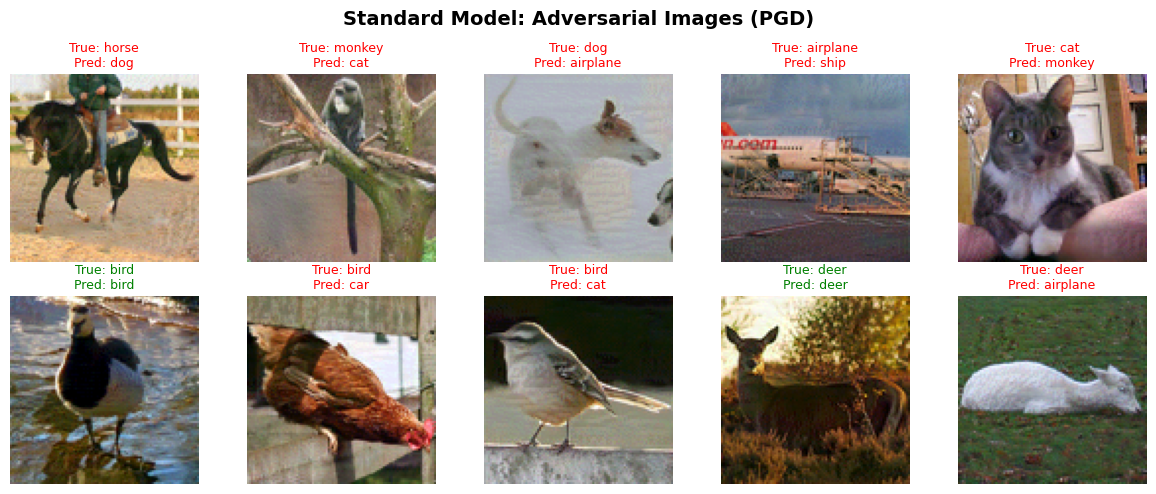 Standard Model: Adversarial Images (PGD)
True: horse
Pred: dog
True: monkey
Pred: cat
True: dog
Pred: airplane
True: airplane
Pred: ship
True: cat
Pred: monkey
n.com
True: bird
Pred: bird
True: bird
Pred: car
True: bird
Pred: cat
True: deer
Pred: deer
True: deer
Pred: airplane